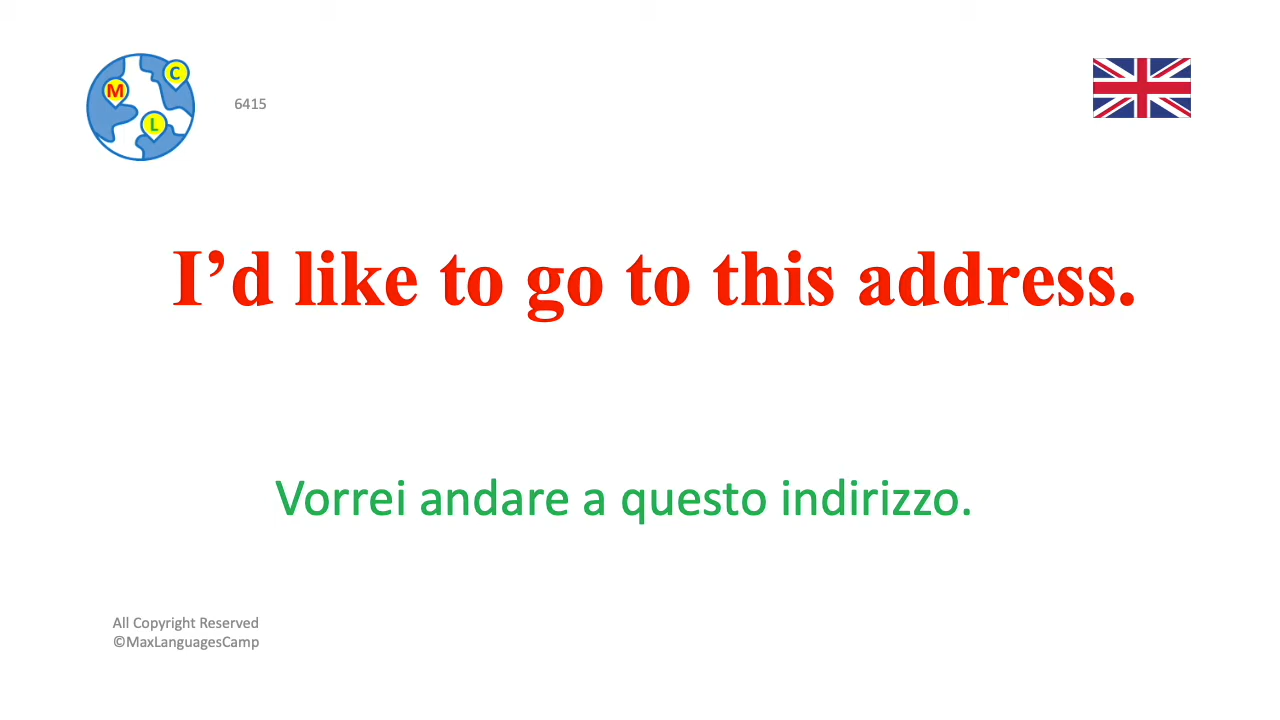 M
C
L
6415
I’d like to go to this address.
Vorrei andare a questo indirizzo.
All Copyright Reserved
©MaxLanguagesCamp